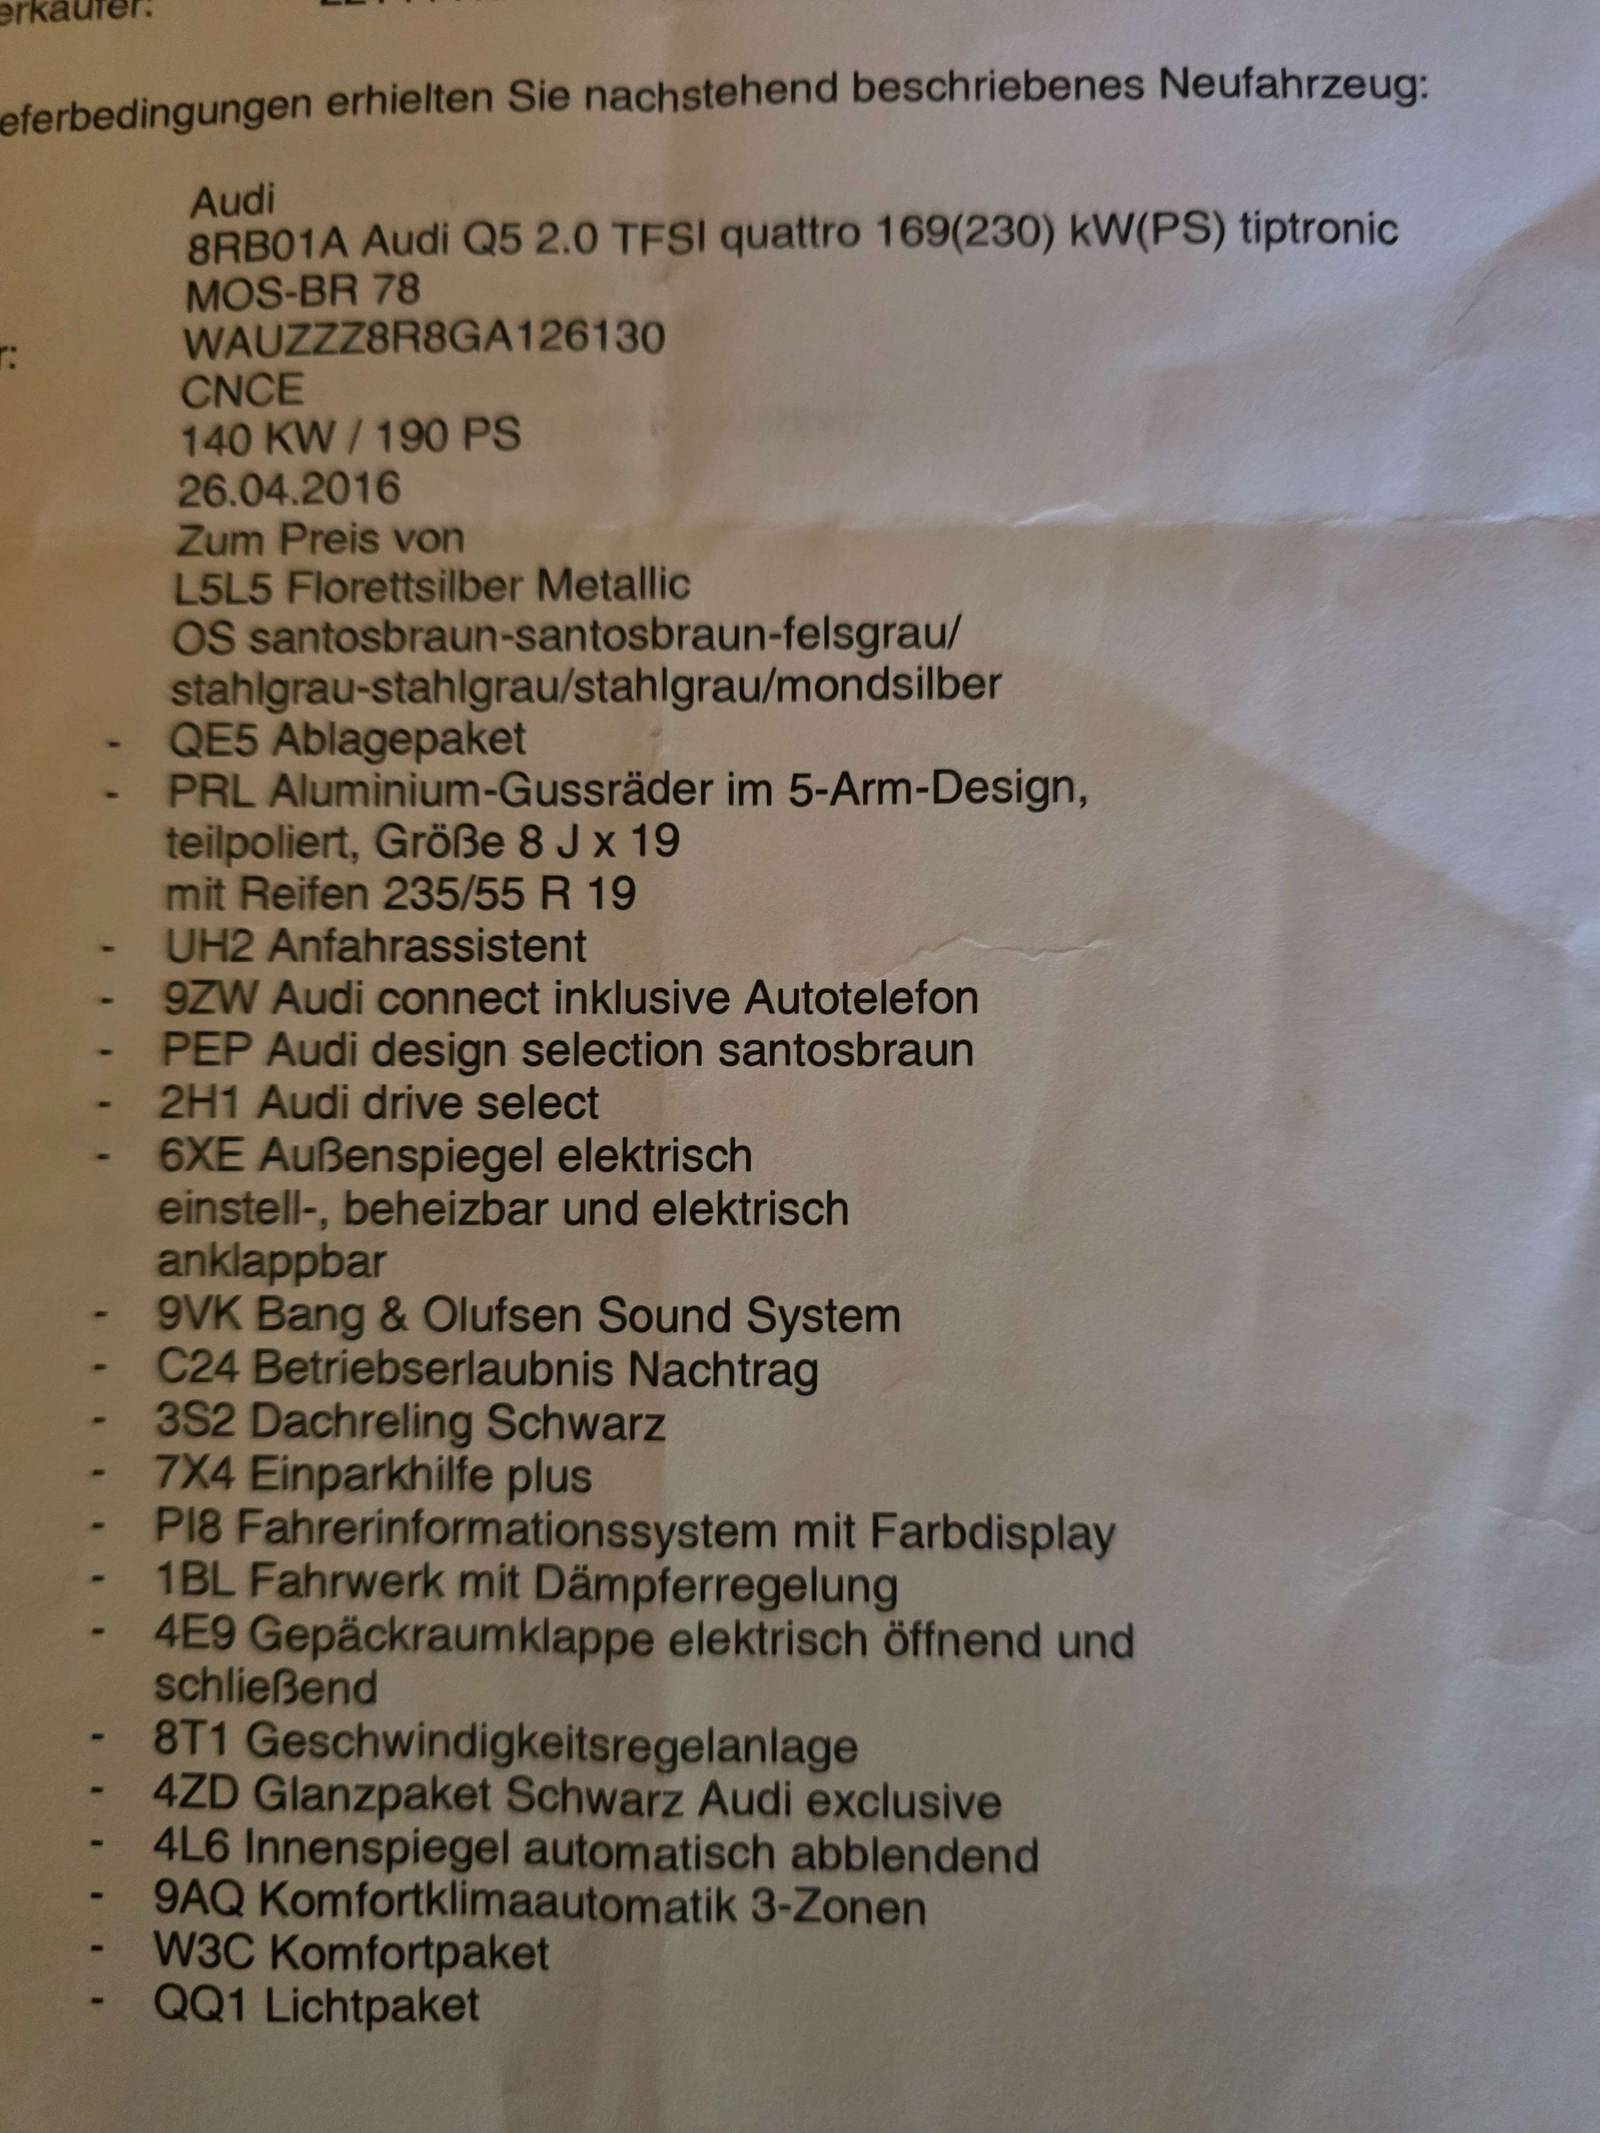 erkäufer:
eferbedingungen erhielten Sie nachstehend beschriebenes Neufahrzeug:
Audi
8RB01A Audi Q5 2.0 TFSI quattro 169(230) kW(PS) tiptronic
MOS-BR 78
r: WAUZZZ8R8GA126130
CNCE
140 KW / 190 PS
26.04.2016
Zum Preis von
L5L5 Florettsilber Metallic
OS santosbraun-santosbraun-felsgrau/
stahlgrau-stahlgrau/stahlgrau/mondsilber
- QE5 Ablagepaket
- PRL Aluminium-Gussräder im 5-Arm-Design,
teilpoliert, Größe 8 J x 19
mit Reifen 235/55 R 19
- UH2 Anfahrassistent
- 9ZW Audi connect inklusive Autotelefon
- PEP Audi design selection santosbraun
- 2H1 Audi drive select
- 6XE Außenspiegel elektrisch
einstell-, beheizbar und elektrisch
anklappbar
- 9VK Bang & Olufsen Sound System
- C24 Betriebserlaubnis Nachtrag
- 3S2 Dachreling Schwarz
- 7X4 Einparkhilfe plus
- PI8 Fahrerinformationssystem mit Farbdisplay
- 1BL Fahrwerk mit Dämpferregelung
- 4E9 Gepäckraumklappe elektrisch öffnend und
schließend
- 8T1 Geschwindigkeitsregelanlage
- 4ZD Glanzpaket Schwarz Audi exclusive
- 4L6 Innenspiegel automatisch abblendend
- 9AQ Komfortklimaautomatik 3-Zonen
- W3C Komfortpaket
- QQ1 Lichtpaket